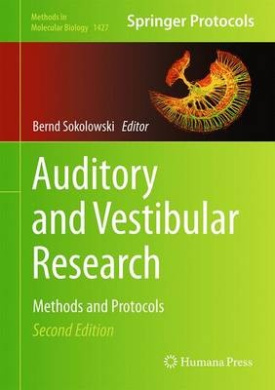 Methods in
Molecular Biology 1427
Springer Protocols
Bernd Sokolowski Editor
Auditory
and Vestibular
Research
Methods and Protocols
Second Edition
Humana Press